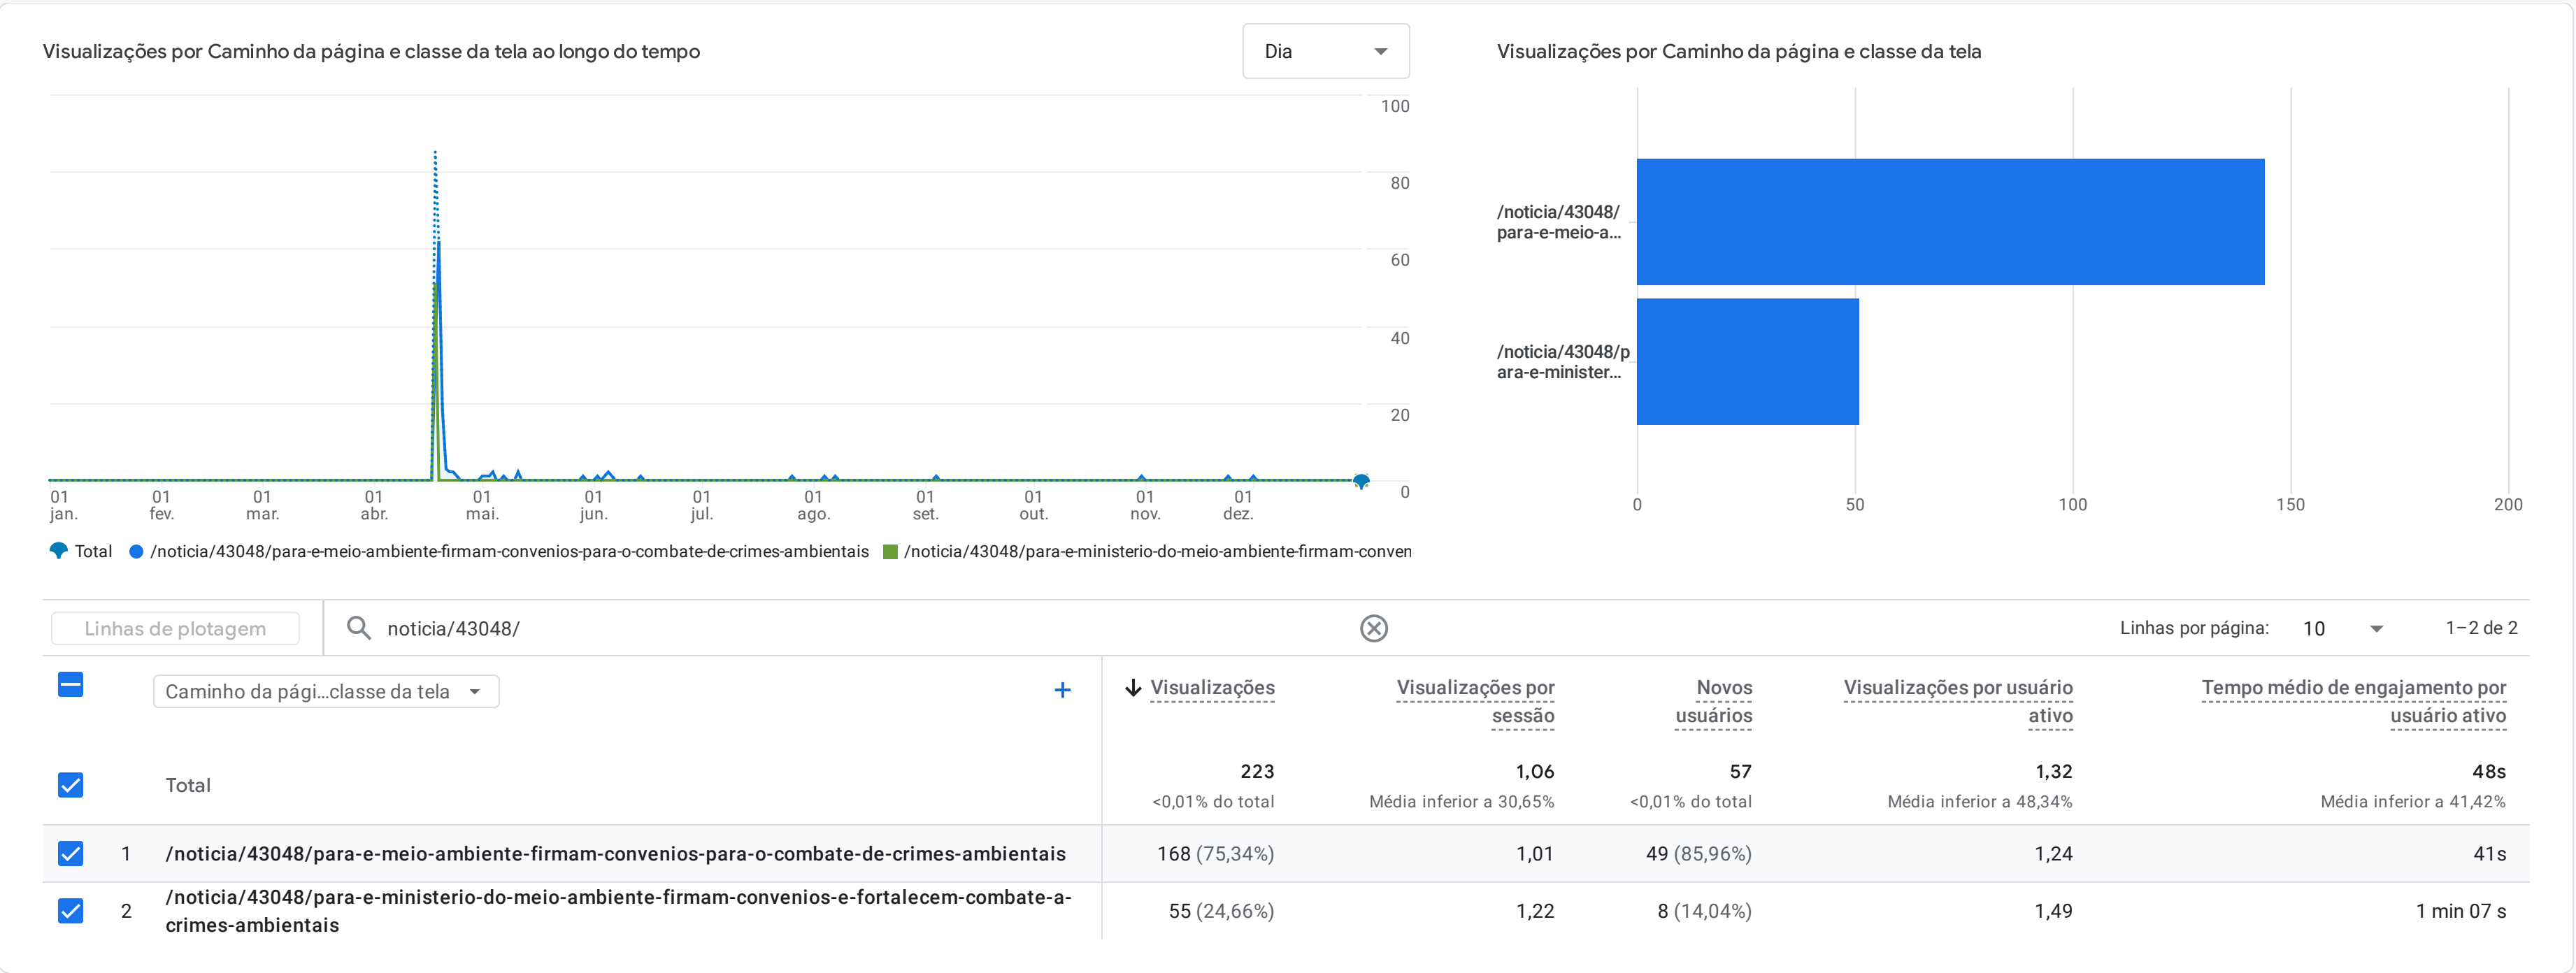 Visualizações por Caminho da página e classe da tela ao longo do tempo
Dia
100
80
60
40
20
0
01 01 01 01 01 01 01 01 01 01 01 01
jan. fev. mar. abr. mai. jun. jul. ago. set. out. nov. dez.
Total /noticia/43048/para-e-meio-ambiente-firmam-convenios-para-o-combate-de-crimes-ambientais /noticia/43048/para-e-ministerio-do-meio-ambiente-firmam-conven
Visualizações por Caminho da página e classe da tela
/noticia/43048/
para-e-meio-a...
/noticia/43048/p
ara-e-minister...
0 50 100 150 200
Linhas de plotagem
noticia/43048/
Linhas por página: 10 1–2 de 2
Caminho da pági...classe da tela
+
Visualizações
Visualizações por
sessão
Novos
usuários
Visualizações por usuário
ativo
Tempo médio de engajamento por
usuário ativo
Total 223 1,06 57 1,32 48s
<0,01% do total Média inferior a 30,65% <0,01% do total Média inferior a 48,34% Média inferior a 41,42%
1 /noticia/43048/para-e-meio-ambiente-firmam-convenios-para-o-combate-de-crimes-ambientais 168 (75,34%) 1,01 49 (85,96%) 1,24 41s
2 /noticia/43048/para-e-ministerio-do-meio-ambiente-firmam-convenios-e-fortalecem-combate-a-
crimes-ambientais 55 (24,66%) 1,22 8 (14,04%) 1,49 1 min 07 s